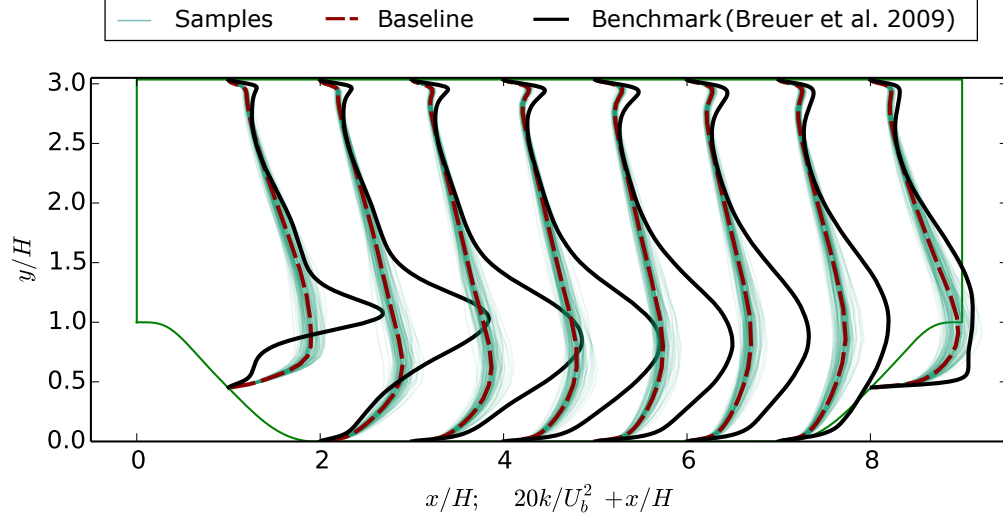 Samples Baseline Benchmark(Breuer et al. 2009)
3.0
2.5
2.0
1.5
1.0
0.5
0.0
y/H
0 2 4 6 8
x/H; 20k/U_b^2 +x/H